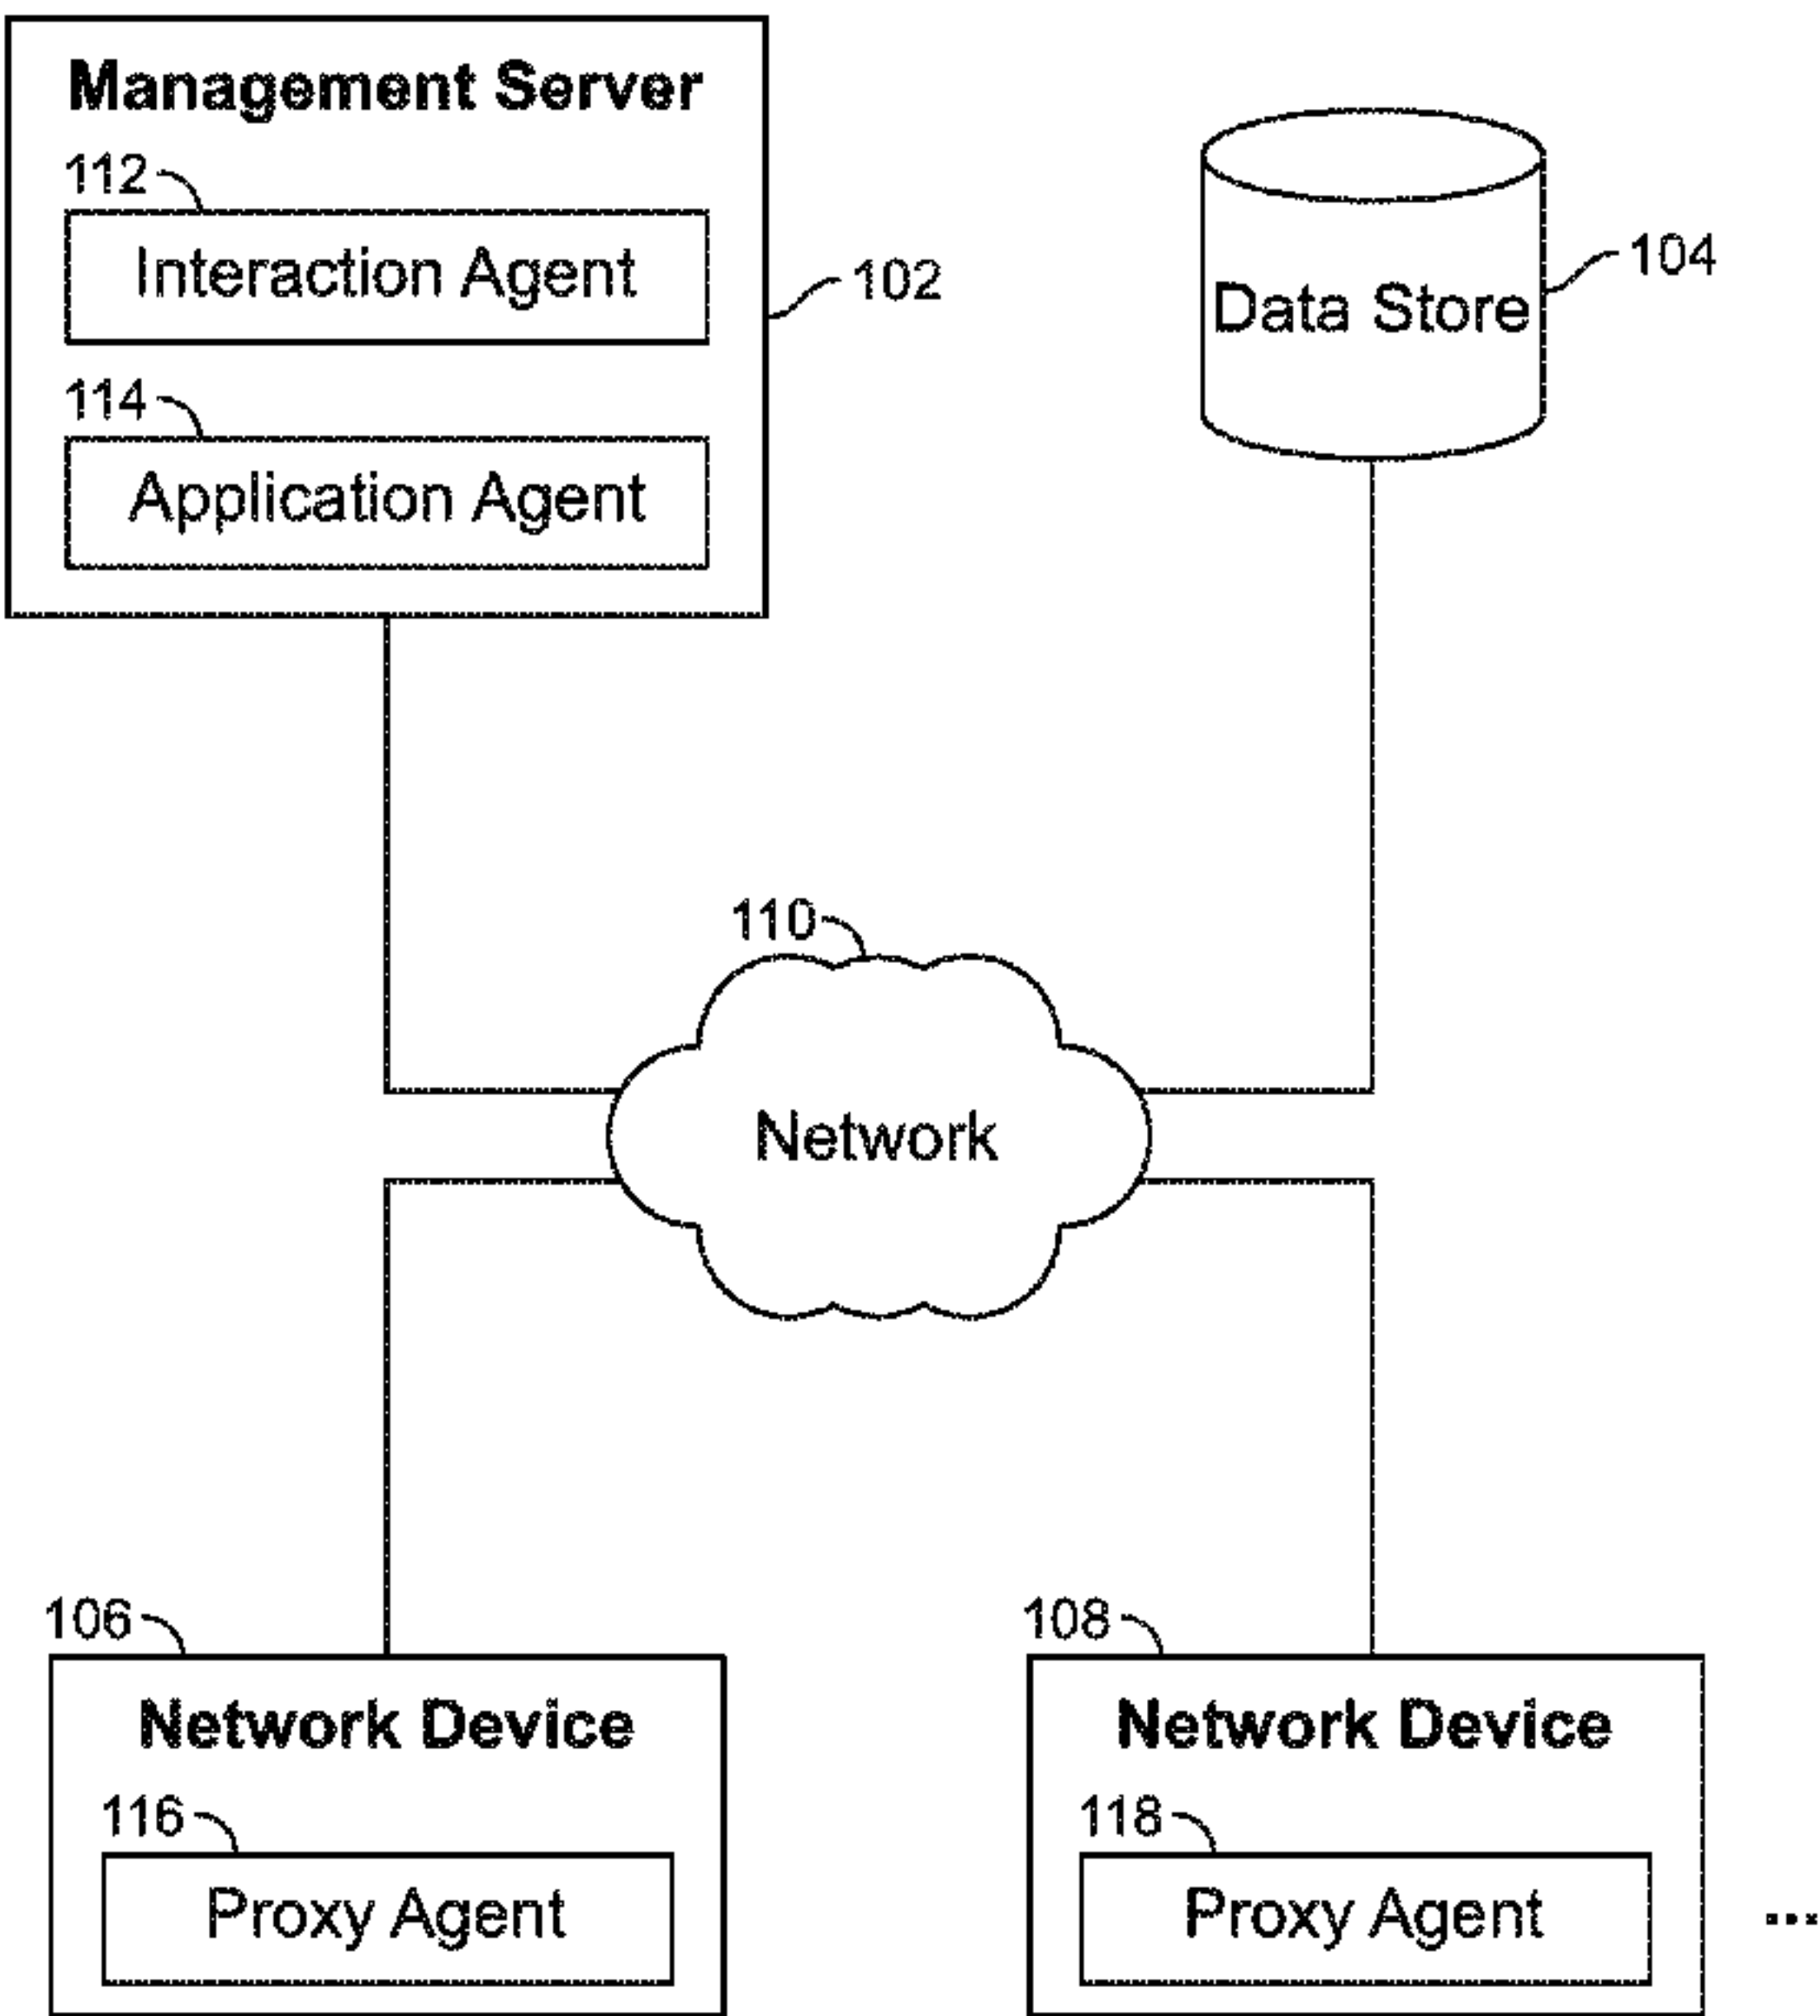 Management Server
112
Interaction Agent
102
114
Application Agent
104
Data Store
110
Network
106
Network Device
116
Proxy Agent
108
Network Device
118
Proxy Agent
...